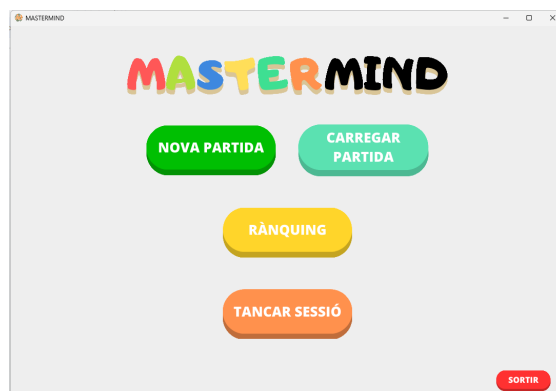 MASTERMIND
MASTERMIND
NOVA PARTIDA
CARREGAR
PARTIDA
RÀNQUING
TANCAR SESSIÓ
SORTIR